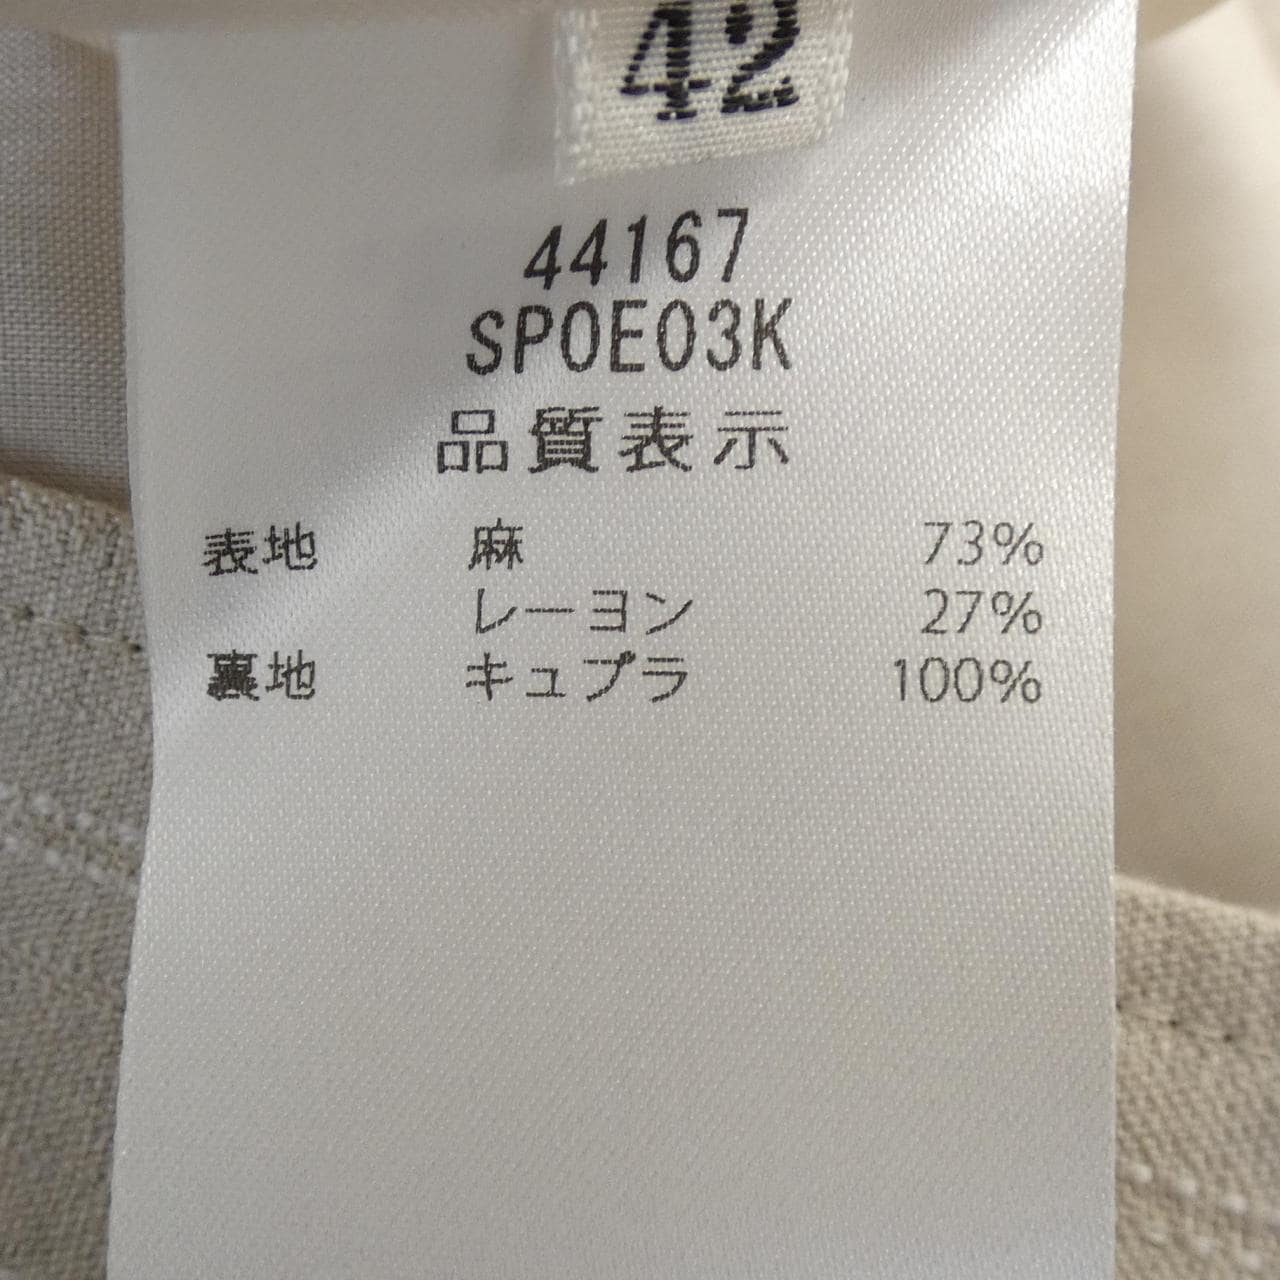 42
44167
SP0E03K
品質表示
表地 麻 73%
レーヨン 27%
裏地 キュプラ 100%